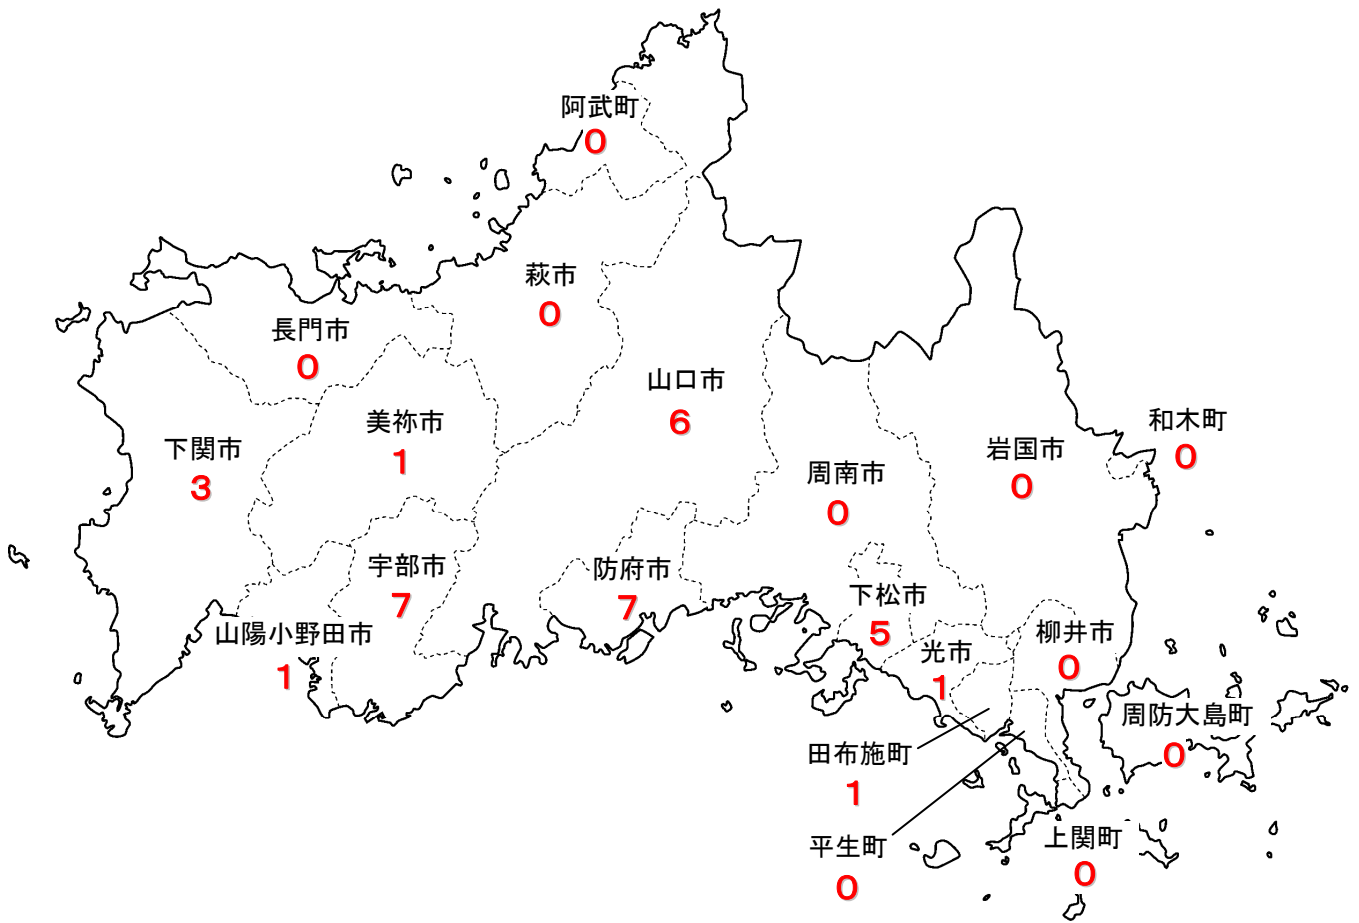 阿武町
0
萩市
0
長門市
0
山口市
6
美祢市
1
和木町
0
下関市
3
岩国市
0
周南市
0
宇部市
7
防府市
7
下松市
5
山陽小野田市
1
柳井市
0
光市
1
周防大島町
0
田布施町
1
平生町
0
上関町
0